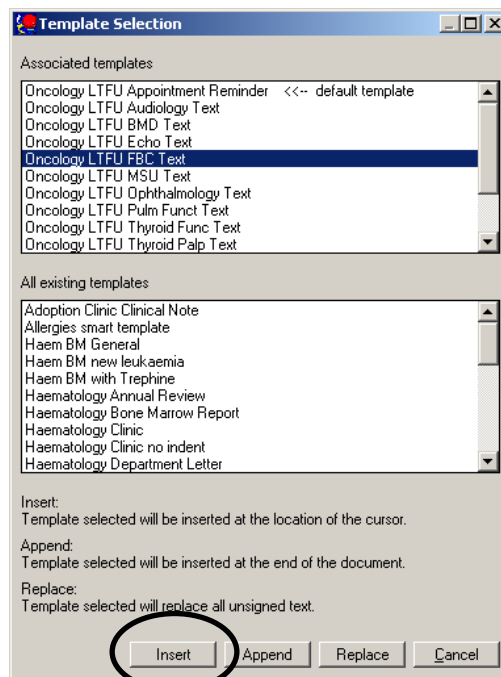 Template Selection
Associated templates
Oncology LTFU Appointment Reminder <<-- default template
Oncology LTFU Audiology Text
Oncology LTFU BMD Text
Oncology LTFU Echo Text
Oncology LTFU FBC Text
Oncology LTFU MSU Text
Oncology LTFU Ophthalmology Text
Oncology LTFU Pulm Funct Text
Oncology LTFU Thyroid Func Text
Oncology LTFU Thyroid Palp Text
All existing templates
Adoption Clinic Clinical Note
Allergies smart template
Haem BM General
Haem BM new leukaemia
Haem BM with Trephine
Haematology Annual Review
Haematology Bone Marrow Report
Haematology Clinic
Haematology Clinic no indent
Haematology Department Letter
Insert:
Template selected will be inserted at the location of the cursor.
Append:
Template selected will be inserted at the end of the document.
Replace:
Template selected will replace all unsigned text.
Insert Append Replace Cancel